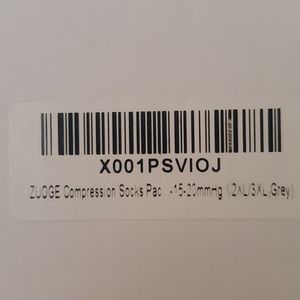 X001PSVIOJ
ZUOGE Compression Socks Pac -15-20mmHg (2XL/3XL,Grey)